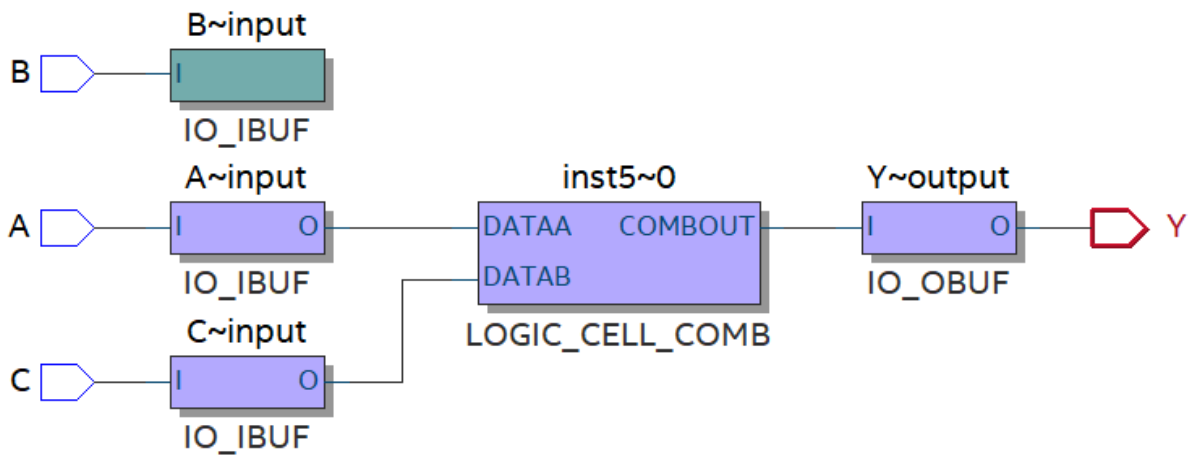 B~input
B
I
IO_IBUF
A~input
inst5~0
Y~output
A
I
O
DATAA
COMBOUT
I
O
Y
DATAB
IO_IBUF
IO_OBUF
LOGIC_CELL_COMB
C~input
C
I
O
IO_IBUF